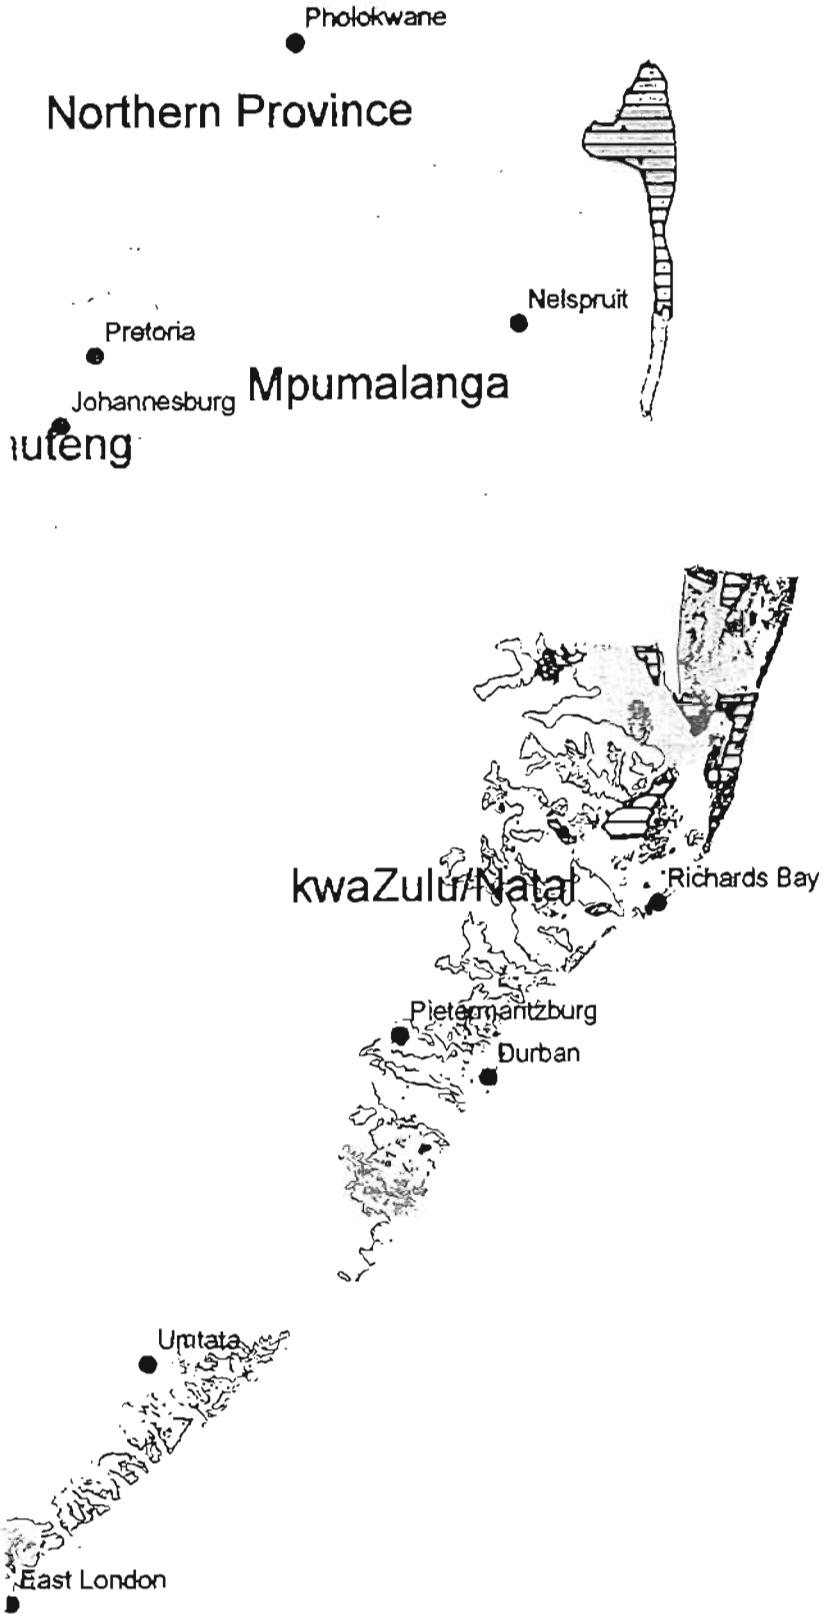 Pholokwane
Northern Province
Nelspruit
Pretoria
Mpumalanga
Johannesburg
uteng
kwaZulu/Natal
Richards Bay
Pietermaritzburg
Durban
Umtata
East London